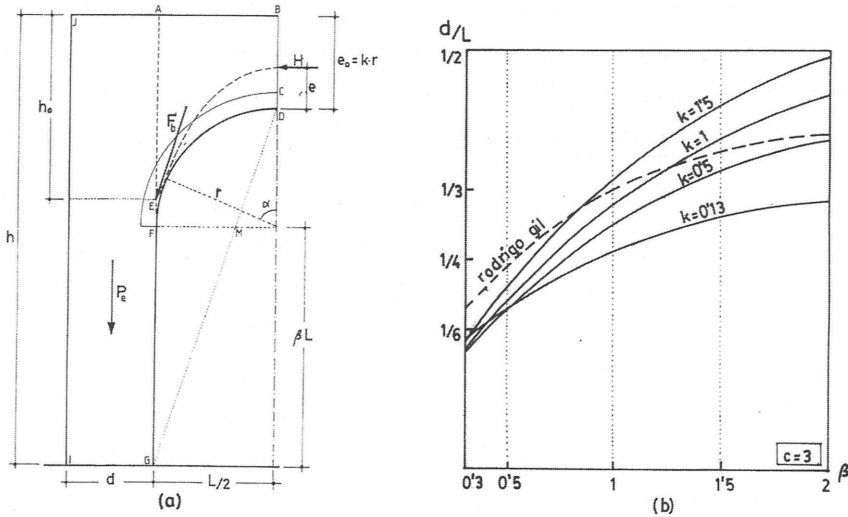 J
A
B
H
e₀=k·r
h₀
C
e
D
F_b
r
α
E
F
M
h
P_e
βL
I
G
d
L/2
(a)
d/L
1/2
k=1'5
k=1
1/3
k=0'5
rodrigo gil
k=0'13
1/4
1/6
c=3
0'3
0'5
1
1'5
2
β
(b)